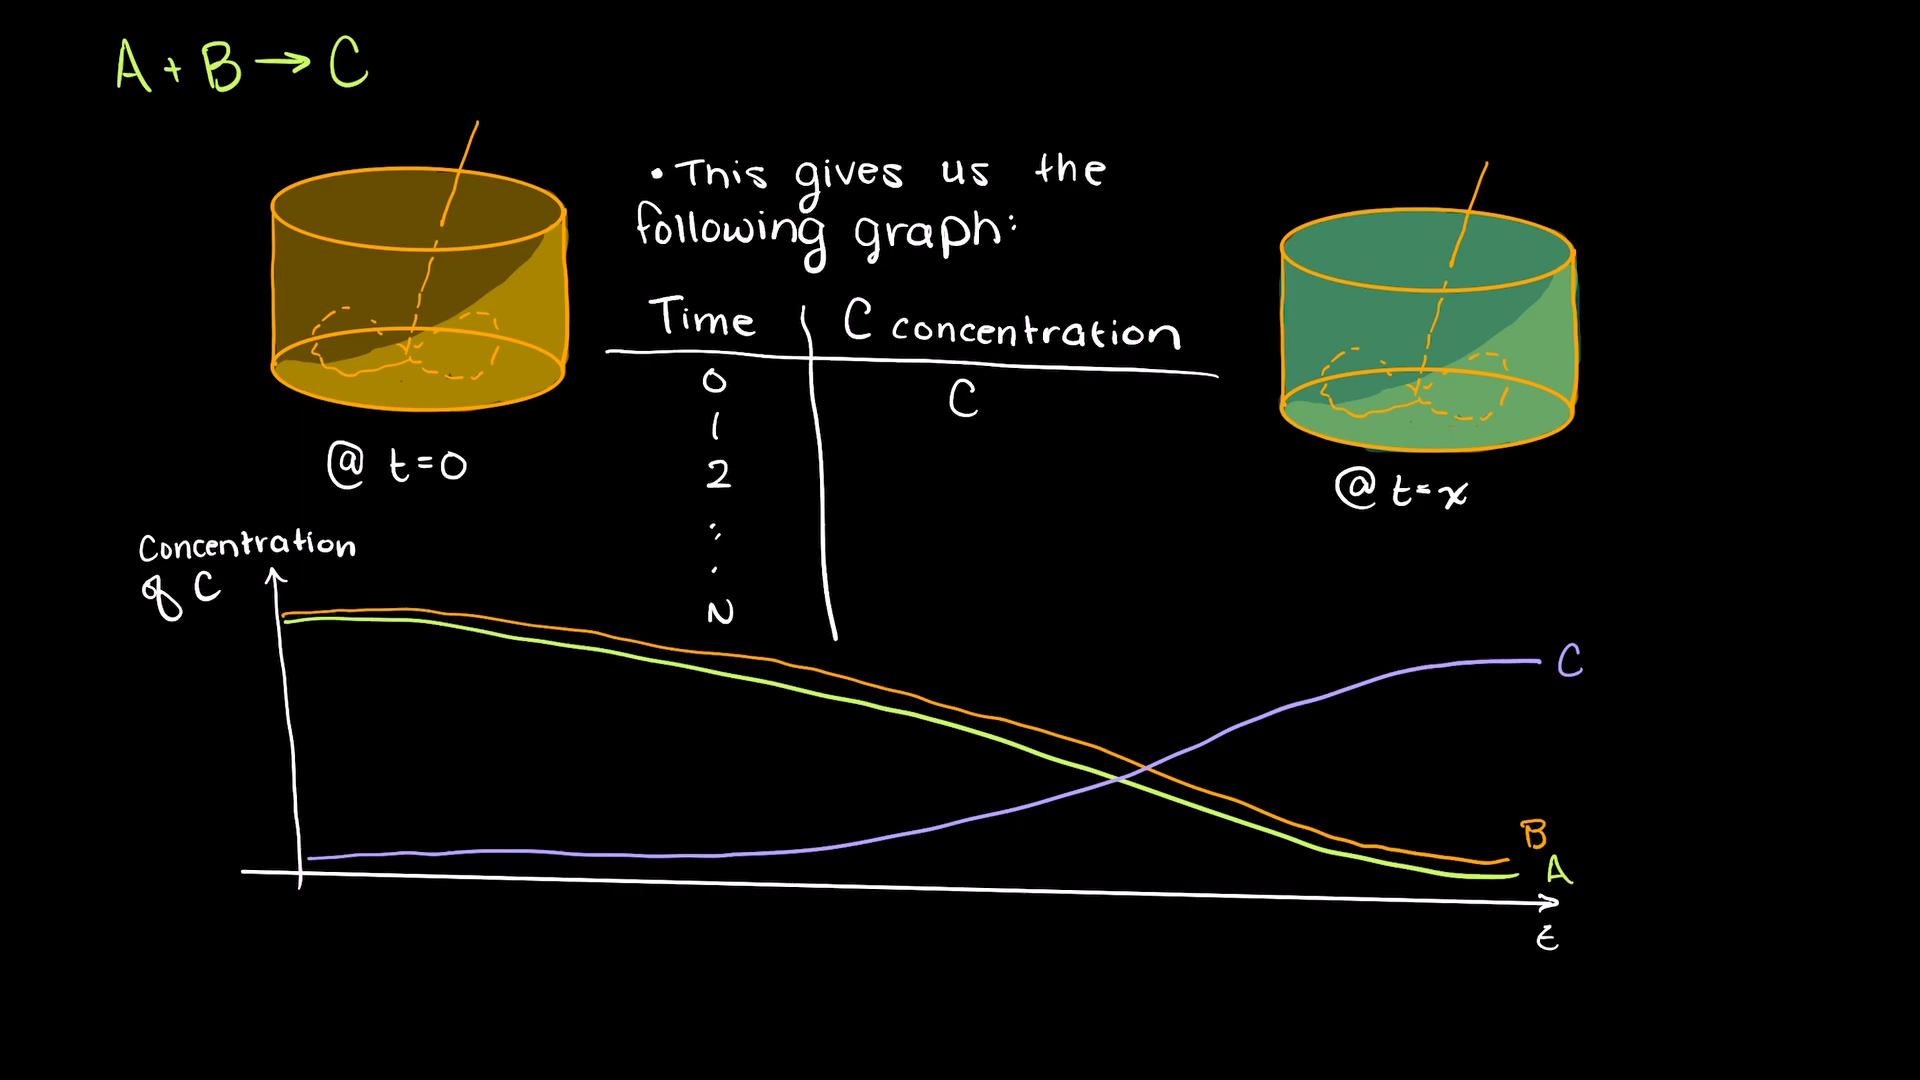 A + B → C
• This gives us the
following graph:
Time | C concentration
0 C
1
2
:
.
N
@ t=0
@ t=x
Concentration
of C
C
B
A
t